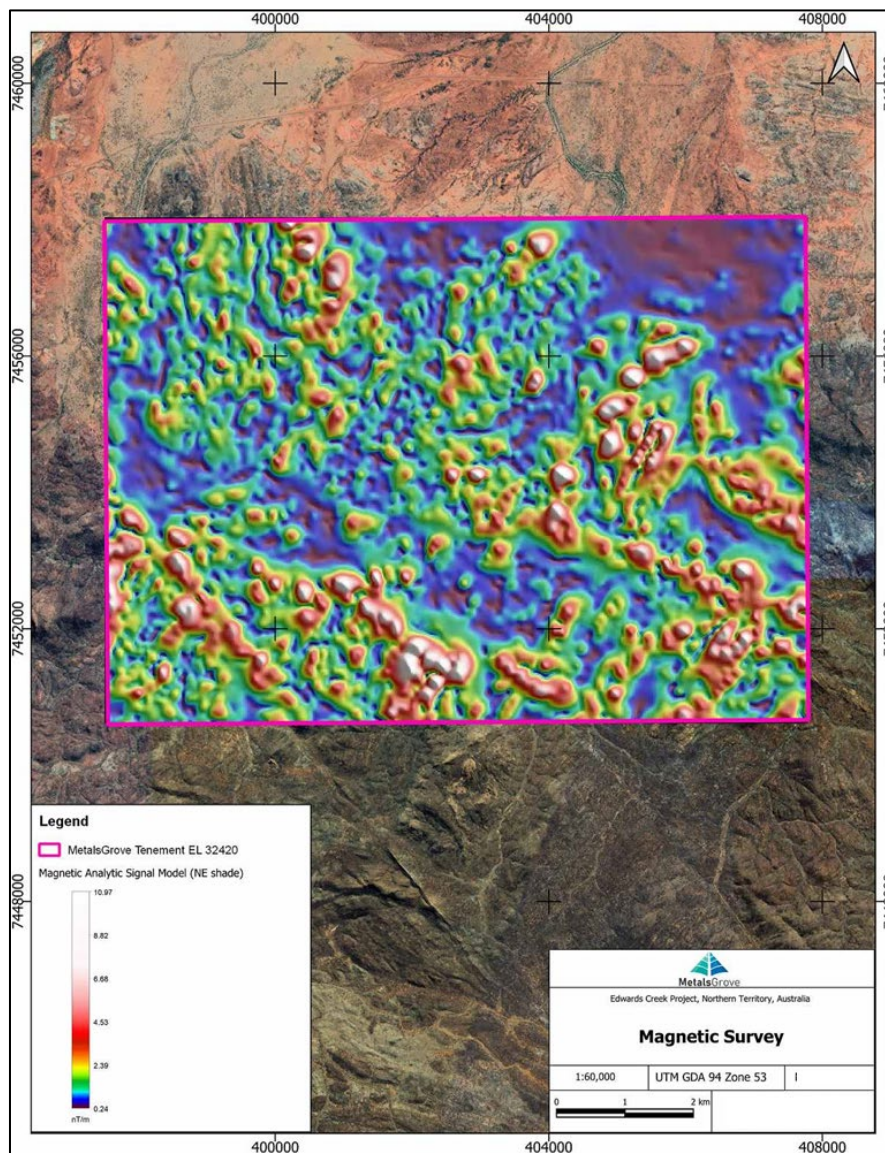 400000 404000 408000
7460000
7456000
7452000
7448000
Legend
MetalsGrove Tenement EL 32420
Magnetic Analytic Signal Model (NE shade)
10.97
8.82
6.68
4.53
2.39
0.24
nT/m
MetalsGrove
Edwards Creek Project, Northern Territory, Australia
Magnetic Survey
1:60,000 UTM GDA 94 Zone 53 I
0 1 2 km
400000 404000 408000